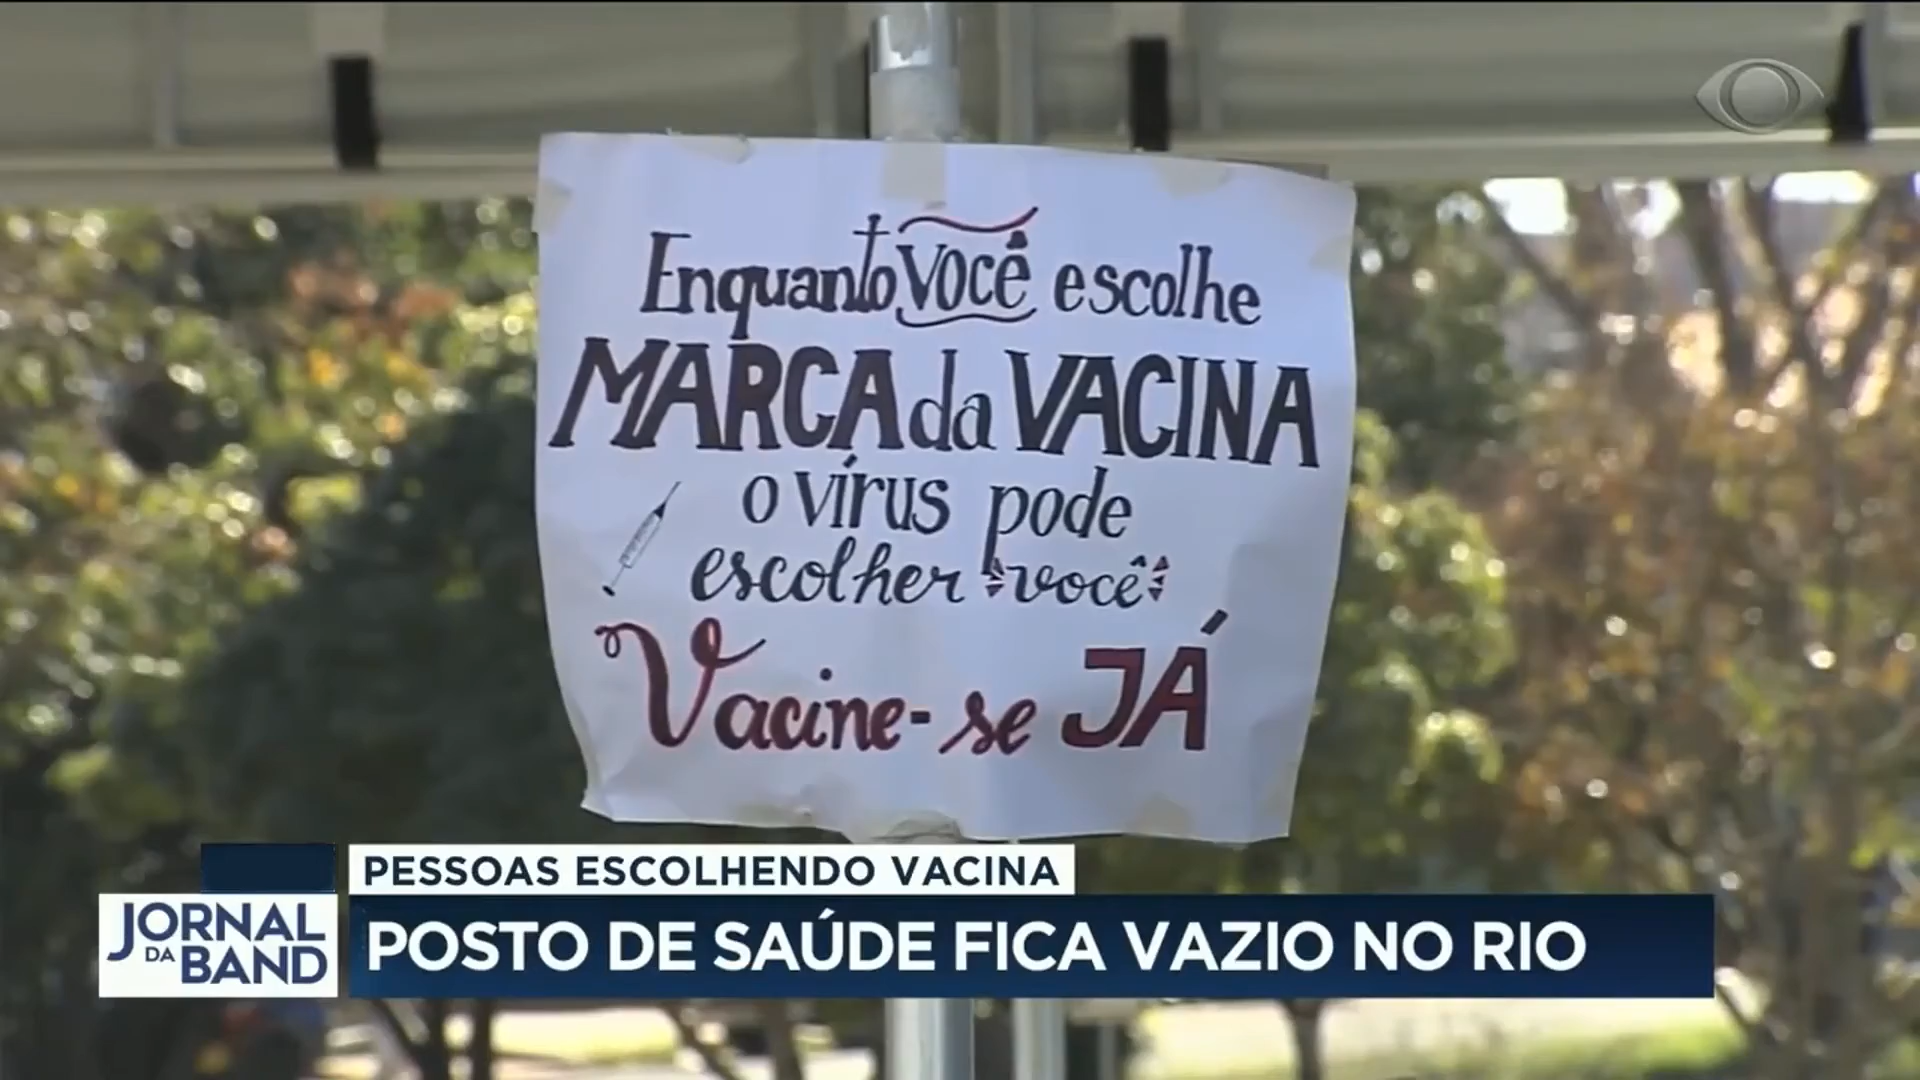 Enquanto você escolhe
MARCA da VACINA
o vírus pode
escolher você
Vacine-se JÁ
PESSOAS ESCOLHENDO VACINA
JORNAL
DA BAND
POSTO DE SAÚDE FICA VAZIO NO RIO